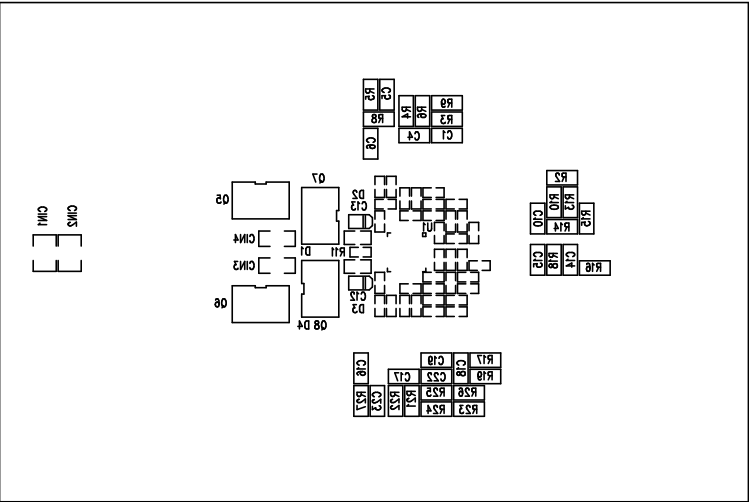 R5
C5
R8
R4
R6
R9
R3
C6
C4
C1
Q7
Q5
D2
C13
U1
CIN1
CIN2
CIN4
D1
R11
CIN3
C12
D3
Q6
D4 Q8
R2
R10
R13
C10
R14
R15
C15
R18
C14
R16
C16
C19
C18
R17
C17
C22
R19
R27
C23
R22
R21
R25
R26
R24
R23